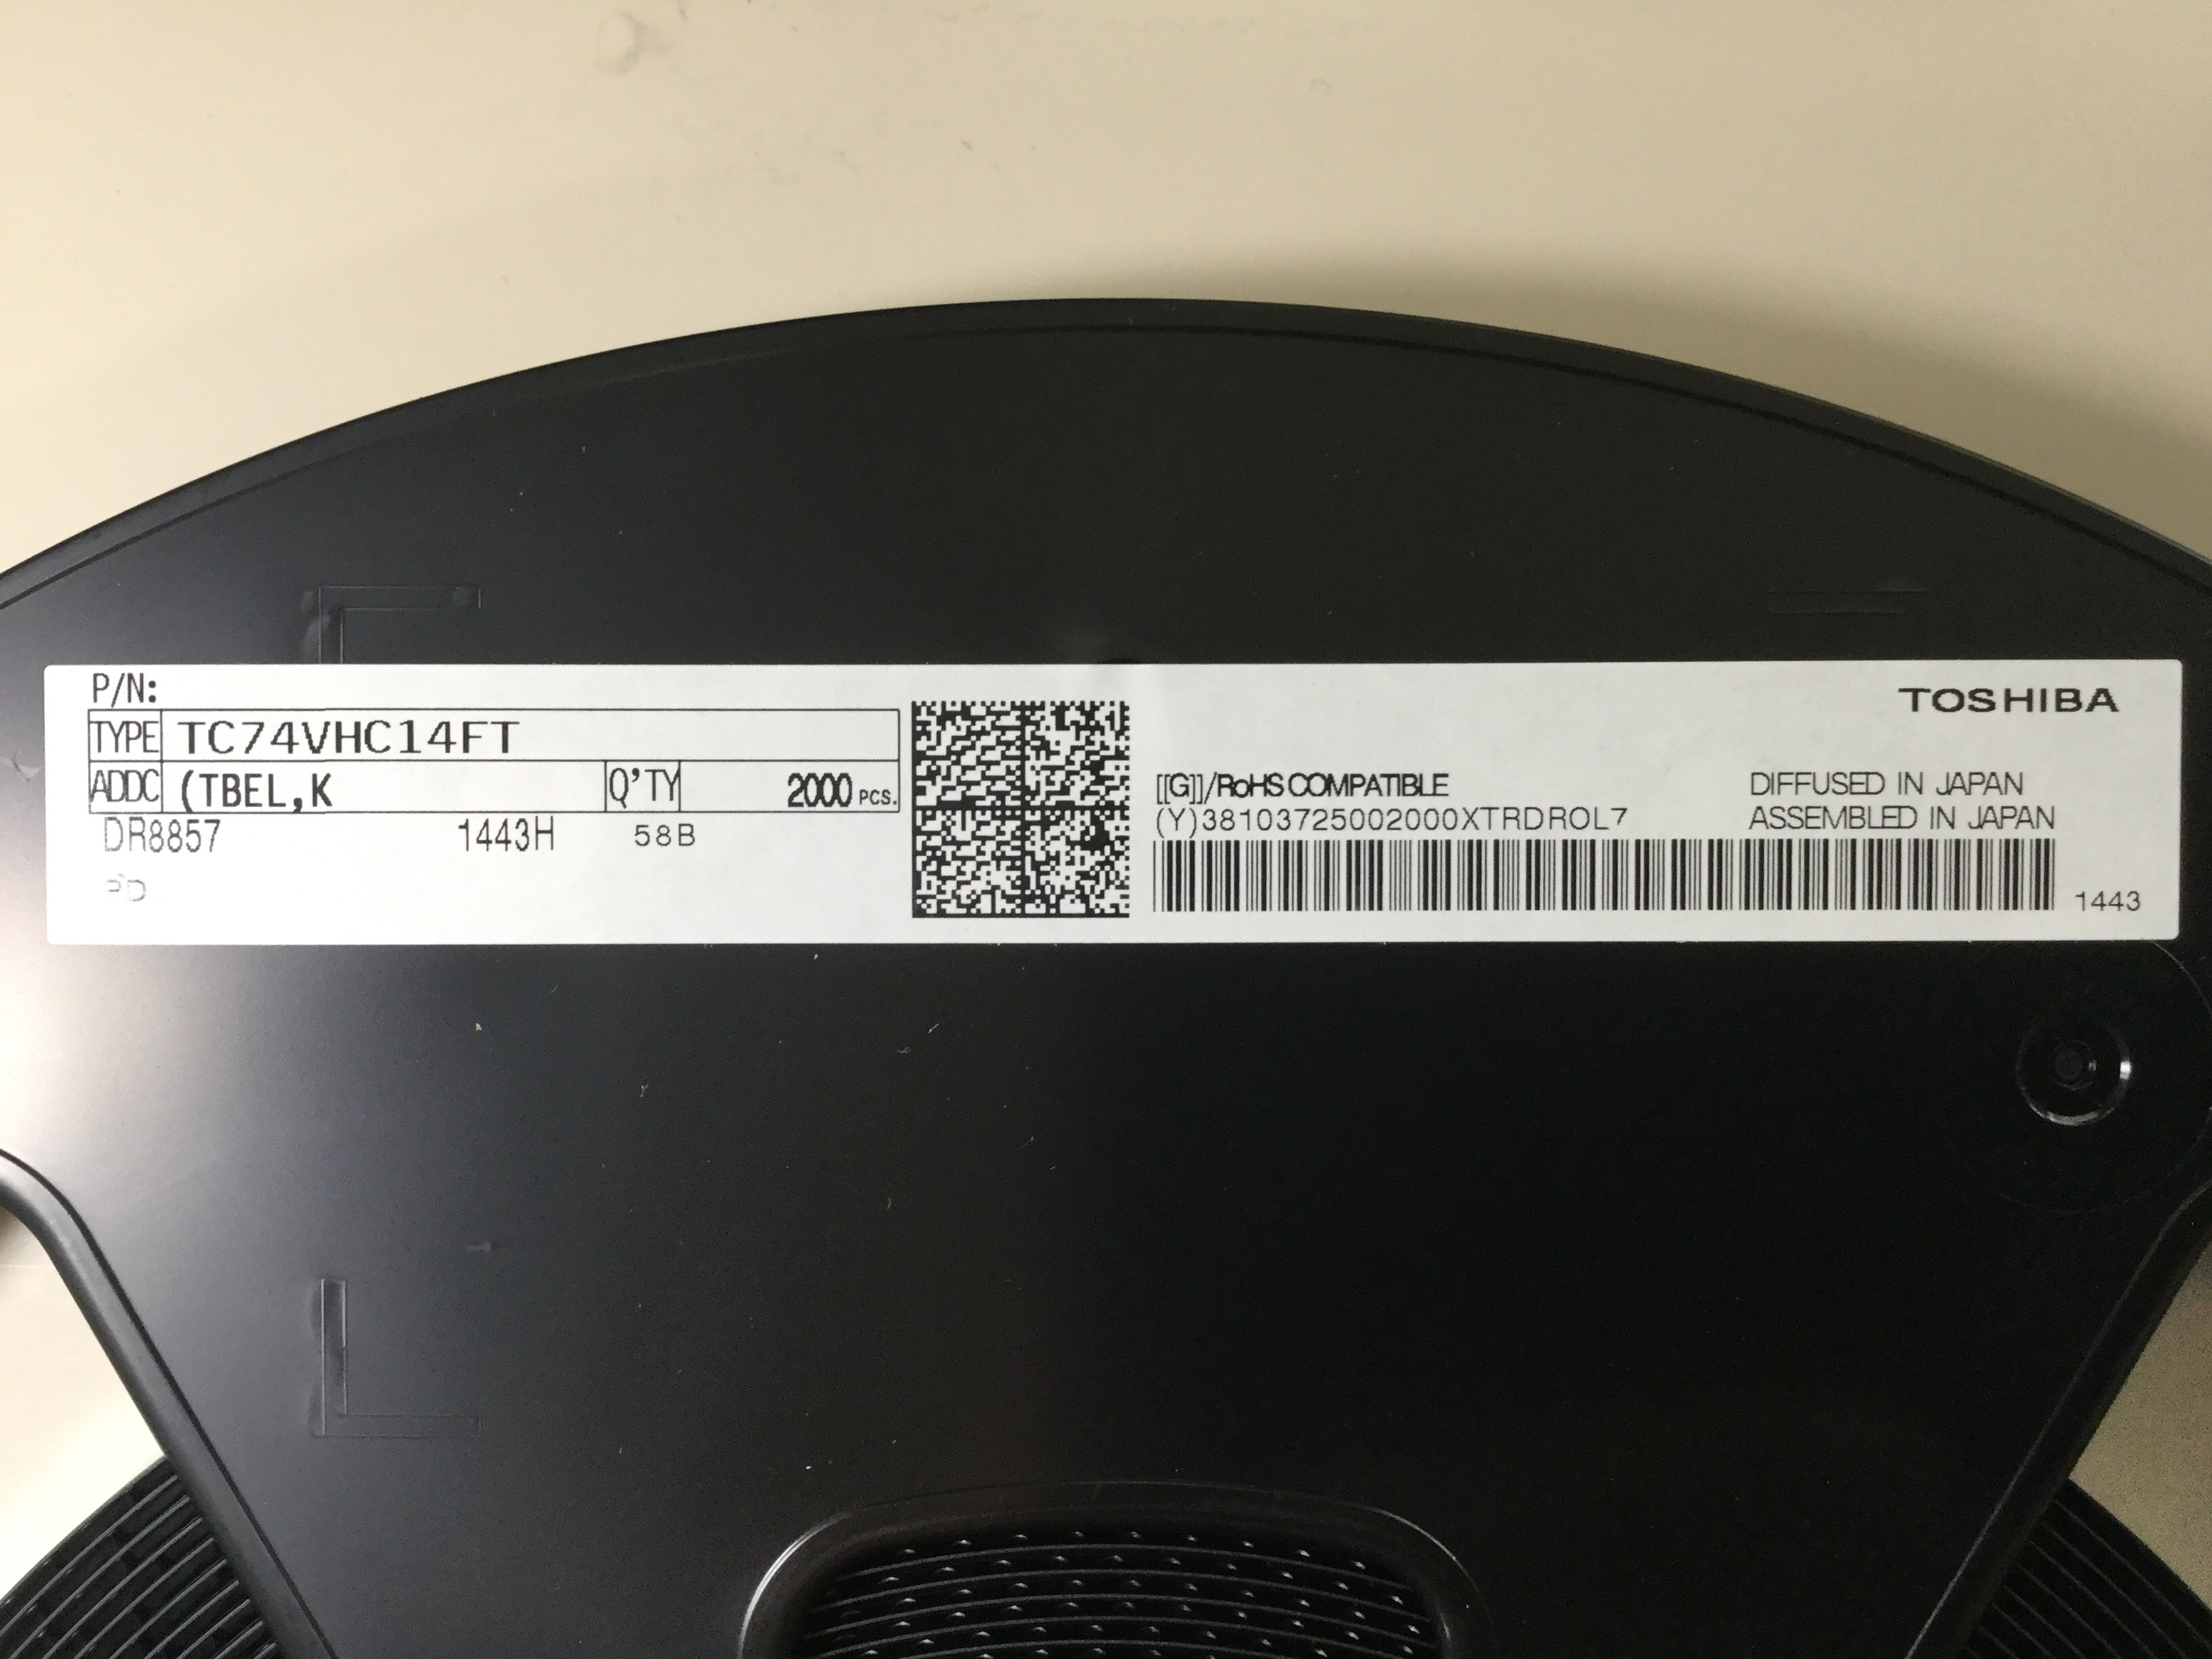 P/N:
TOSHIBA
TYPE TC74VHC14FT
ADDC (TBEL,K Q'TY 2000 PCS.
DR8857 1443H 58B
[[G]]/RoHS COMPATIBLE DIFFUSED IN JAPAN
(Y)38103725002000XTRDROL7 ASSEMBLED IN JAPAN
1443